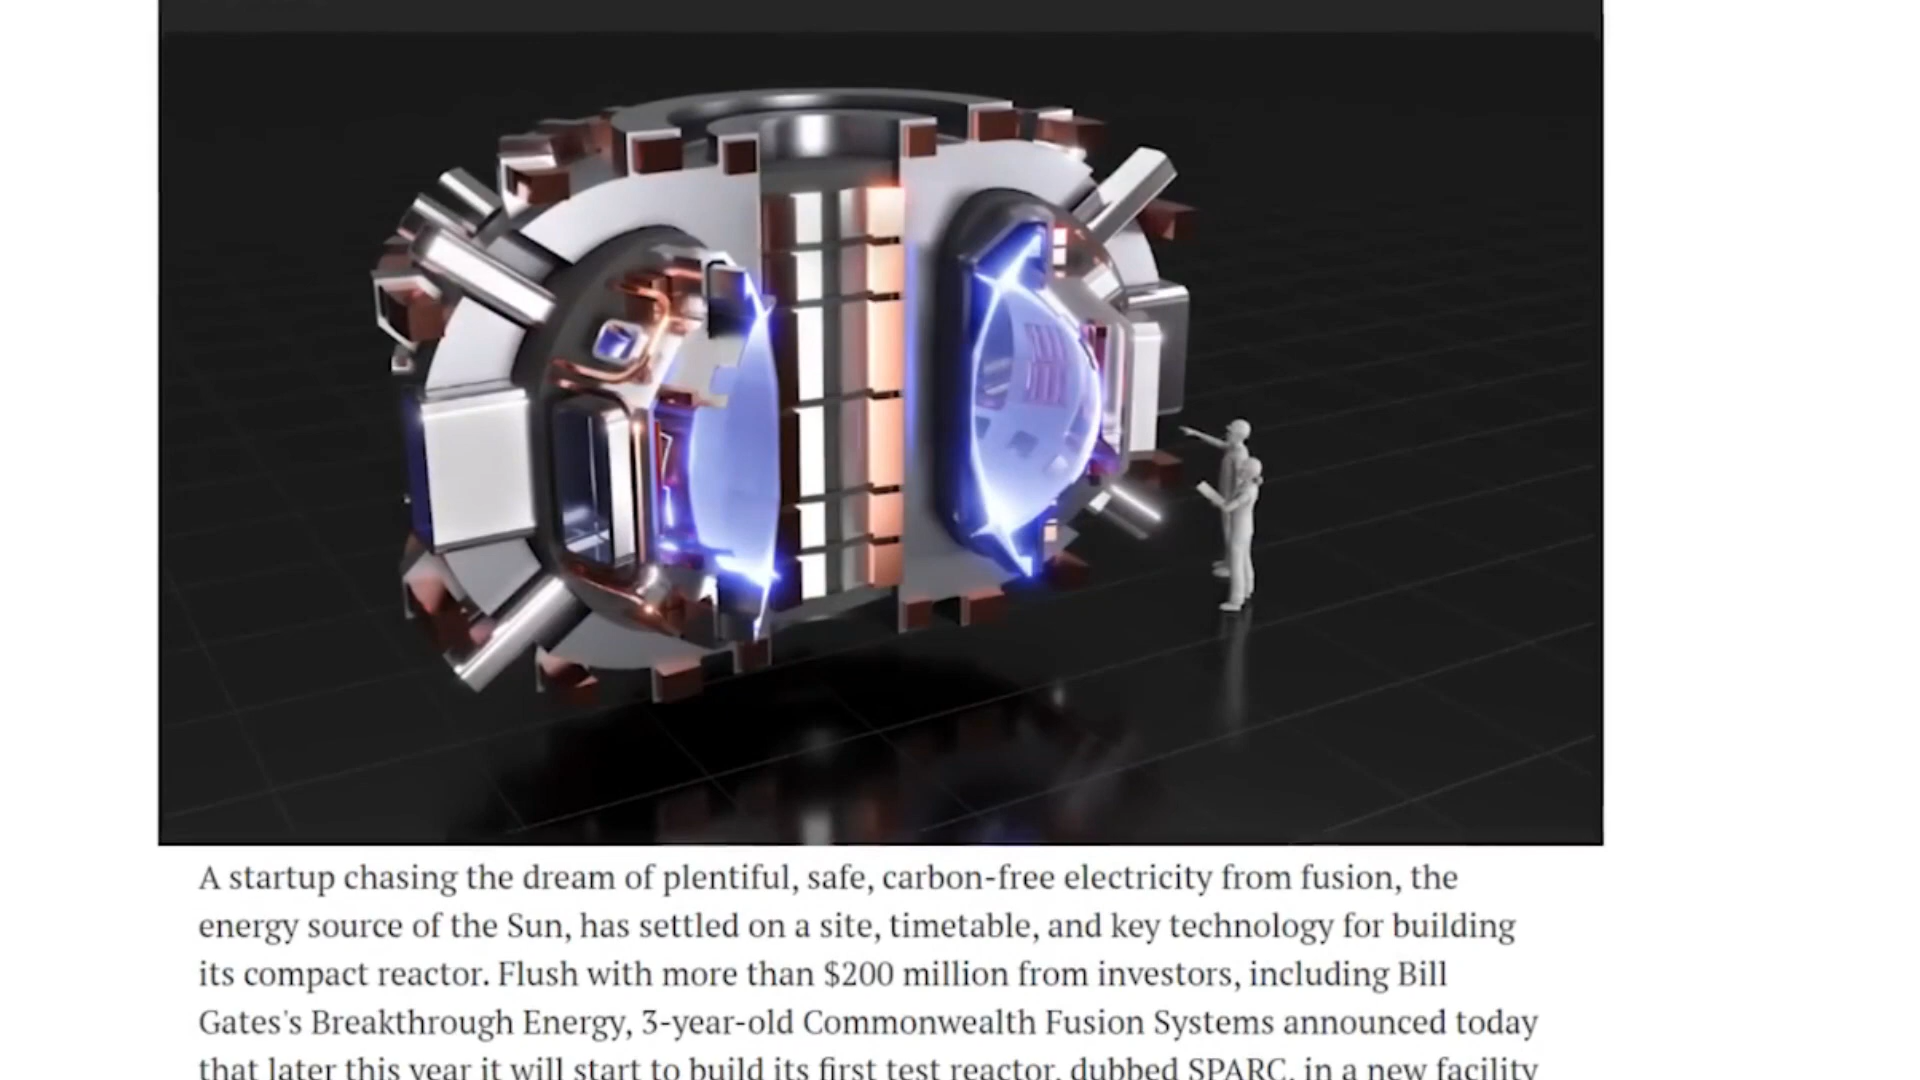 A startup chasing the dream of plentiful, safe, carbon-free electricity from fusion, the
energy source of the Sun, has settled on a site, timetable, and key technology for building
its compact reactor. Flush with more than $200 million from investors, including Bill
Gates's Breakthrough Energy, 3-year-old Commonwealth Fusion Systems announced today
that later this year it will start to build its first test reactor, dubbed SPARC, in a new facility